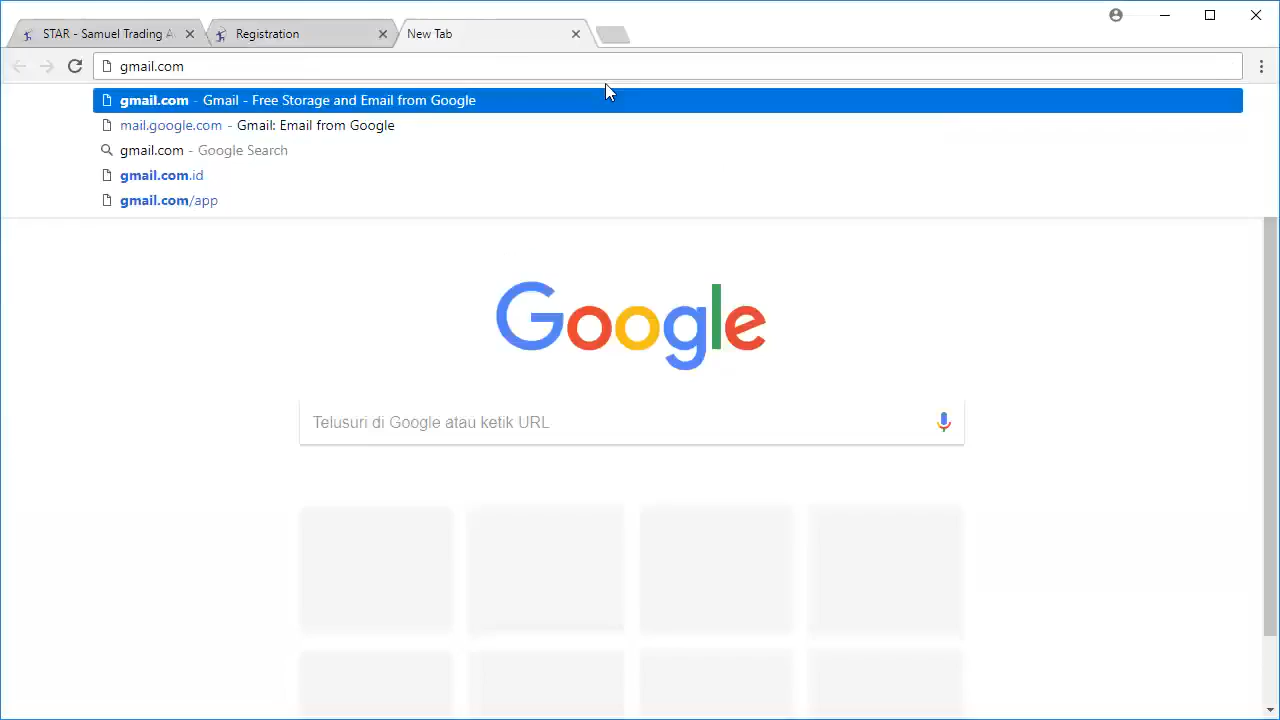 STAR - Samuel Trading A
Registration
New Tab
gmail.com
gmail.com - Gmail - Free Storage and Email from Google
mail.google.com - Gmail: Email from Google
gmail.com - Google Search
gmail.com.id
gmail.com/app
Google
Telusuri di Google atau ketik URL